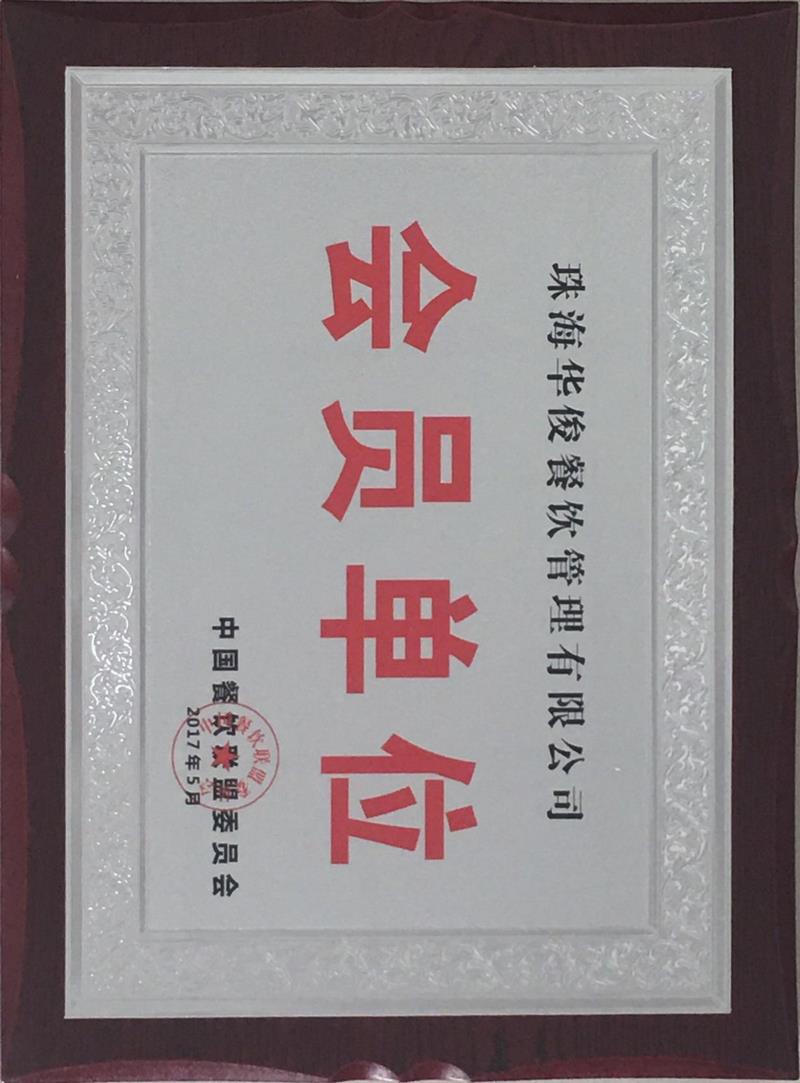 珠海华俊餐饮管理有限公司
会员单位
中国餐饮联盟委员会
2017年5月